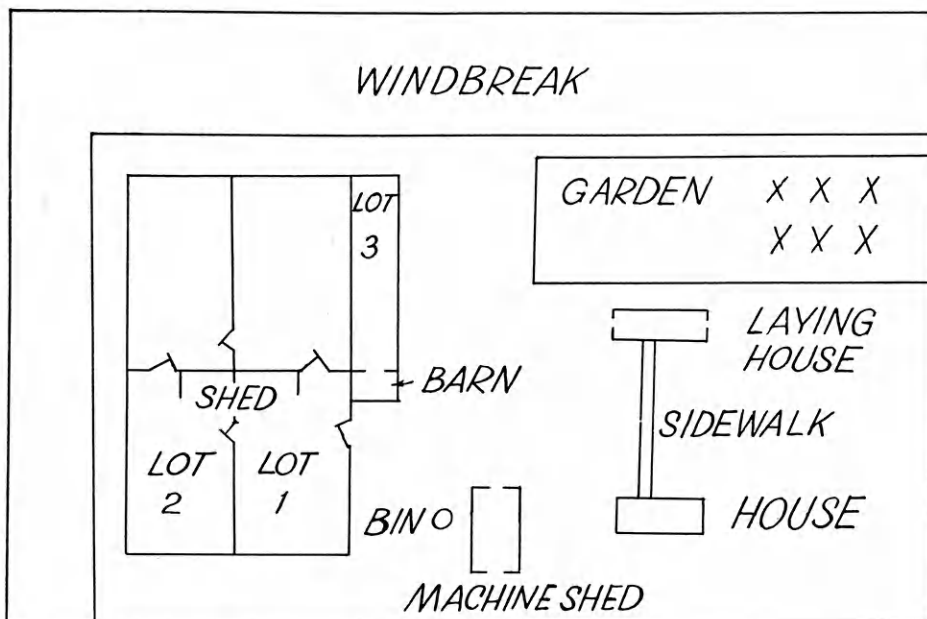 WINDBREAK
LOT
3
GARDEN X X X
X X X
LAYING
HOUSE
BARN
SHED
SIDEWALK
LOT
2
LOT
1
BIN
HOUSE
MACHINE SHED